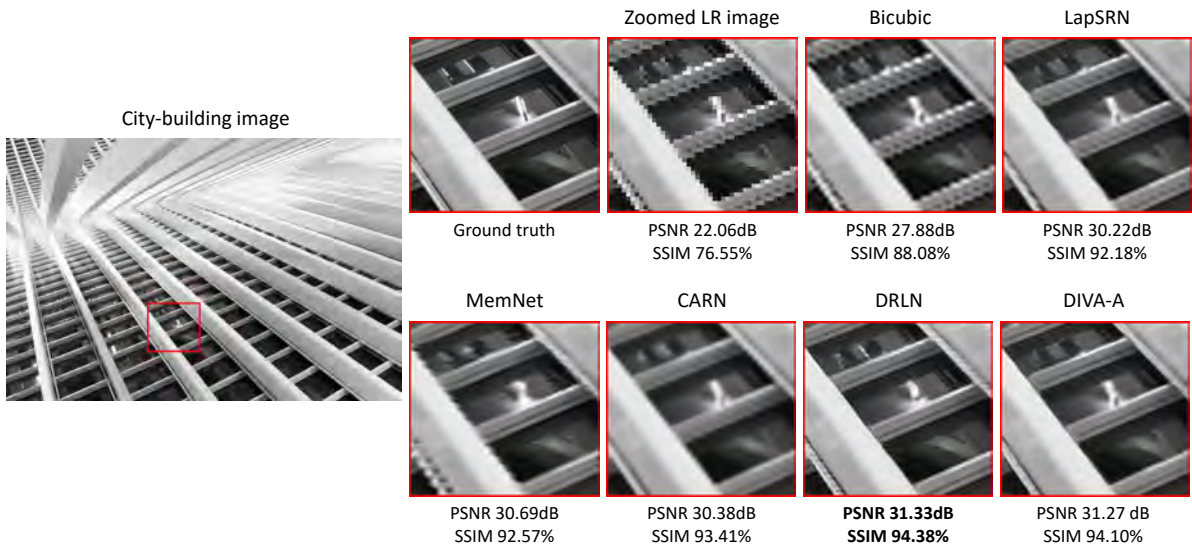 City-building image
Zoomed LR image
Bicubic
LapSRN
Ground truth
PSNR 22.06dB
SSIM 76.55%
PSNR 27.88dB
SSIM 88.08%
PSNR 30.22dB
SSIM 92.18%
MemNet
CARN
DRLN
DIVA-A
PSNR 30.69dB
SSIM 92.57%
PSNR 30.38dB
SSIM 93.41%
PSNR 31.33dB
SSIM 94.38%
PSNR 31.27 dB
SSIM 94.10%